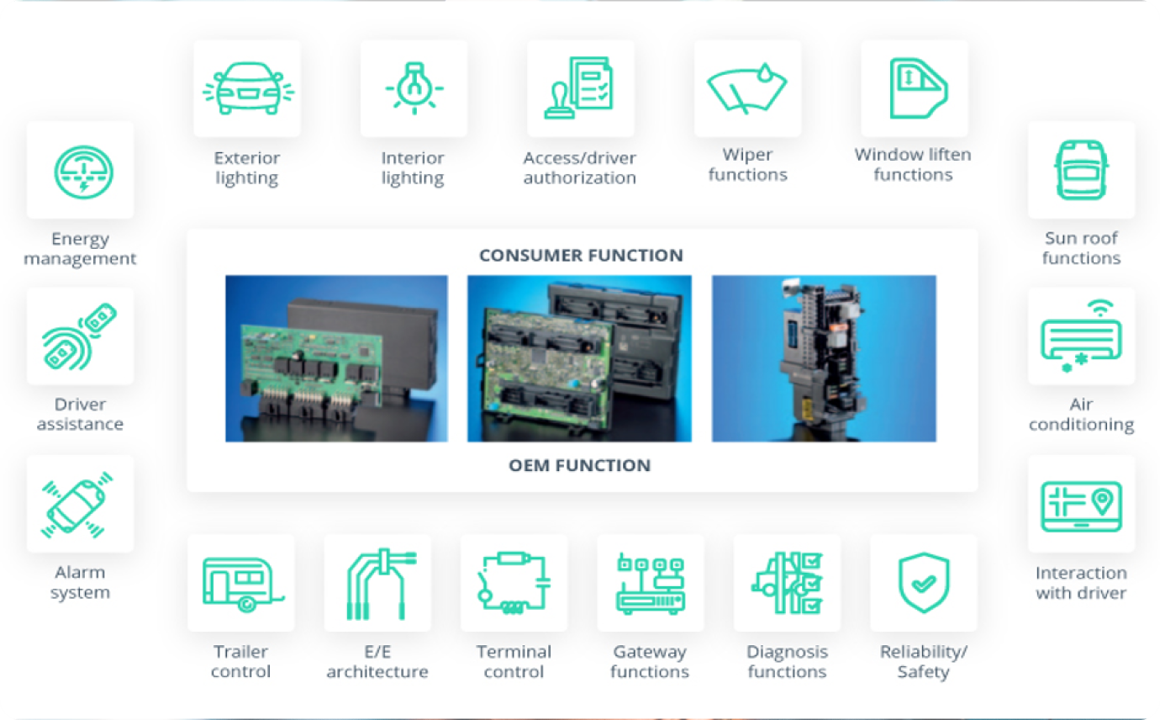 Exterior
lighting
Interior
lighting
Access/driver
authorization
Wiper
functions
Window liften
functions
Energy
management
Sun roof
functions
CONSUMER FUNCTION
Driver
assistance
Air
conditioning
OEM FUNCTION
Alarm
system
Interaction
with driver
Trailer
control
E/E
architecture
Terminal
control
Gateway
functions
Diagnosis
functions
Reliability/
Safety